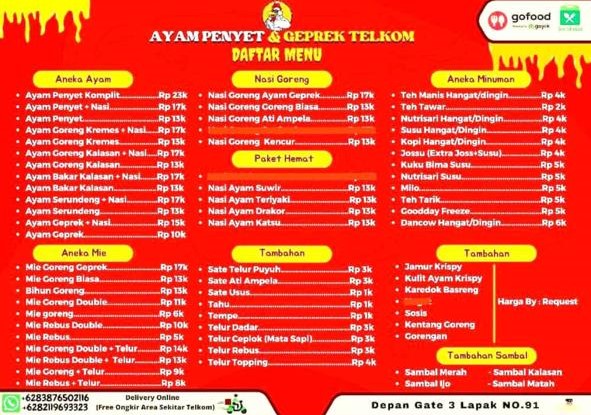 AYAM PENYET & GEPREK TELKOM
DAFTAR MENU
gofood
gojek
Aneka Ayam
Ayam Penyet Komplit Rp 23k
Ayam Penyet + Nasi Rp 17k
Ayam Penyet Rp 13k
Ayam Goreng Kremes + Nasi Rp 17k
Ayam Goreng Kremes Rp 13k
Ayam Goreng Kalasan + Nasi Rp 17k
Ayam Goreng Kalasan Rp 13k
Ayam Bakar Kalasan + Nasi Rp 17k
Ayam Bakar Kalasan Rp 13k
Ayam Serundeng + Nasi Rp 17k
Ayam Serundeng Rp 13k
Ayam Geprek + Nasi Rp 15k
Ayam Geprek Rp 10k
Aneka Mie
Mie Goreng Geprek Rp 17k
Mie Goreng Biasa Rp 13k
Bihun Goreng Rp 13k
Mie Goreng Double Rp 11k
Mie goreng Rp 6k
Mie Rebus Double Rp 10k
Mie Rebus Rp 5k
Mie Goreng Double + Telur Rp 14k
Mie Rebus Double + Telur Rp 13k
Mie Goreng + Telur Rp 9k
Mie Rebus + Telur Rp 8k
Nasi Goreng
Nasi Goreng Ayam Geprek Rp 17k
Nasi Goreng Goreng Biasa Rp 13k
Nasi Goreng Ati Ampela Rp 13k
Nasi Goreng Kencur Rp 13k
Paket Hemat
Nasi Ayam Suwir Rp 13k
Nasi Ayam Teriyaki Rp 13k
Nasi Ayam Drakor Rp 13k
Nasi Ayam Katsu Rp 13k
Tambahan
Sate Telur Puyuh Rp 3k
Sate Ati Ampela Rp 3k
Sate Usus Rp 1k
Tahu Rp 1k
Tempe Rp 1k
Telur Dadar Rp 3k
Telur Ceplok (Mata Sapi) Rp 3k
Telur Rebus Rp 3k
Telur Topping Rp 4k
Aneka Minuman
Teh Manis Hangat/dingin Rp 4k
Teh Tawar Rp 2k
Nutrisari Hangat/Dingin Rp 4k
Susu Hangat/Dingin Rp 4k
Kopi Hangat/Dingin Rp 4k
Jossu (Extra Joss+Susu) Rp 4k
Kuku Bima Susu Rp 5k
Nutrisari Susu Rp 5k
Milo Rp 5k
Teh Tarik Rp 5k
Goodday Freeze Rp 5k
Dancow Hangat/Dingin Rp 6k
Tambahan
Jamur Krispy
Kulit Ayam Krispy
Karedok Basreng
Sosis
Kentang Goreng
Gorengan
Harga By : Request
Tambahan Sambal
- Sambal Merah - Sambal Kalasan
- Sambal Ijo - Sambal Matah
+6283876502116
+6282119693323
Delivery Online
(Free Ongkir Area Sekitar Telkom)
Depan Gate 3 Lapak NO.91